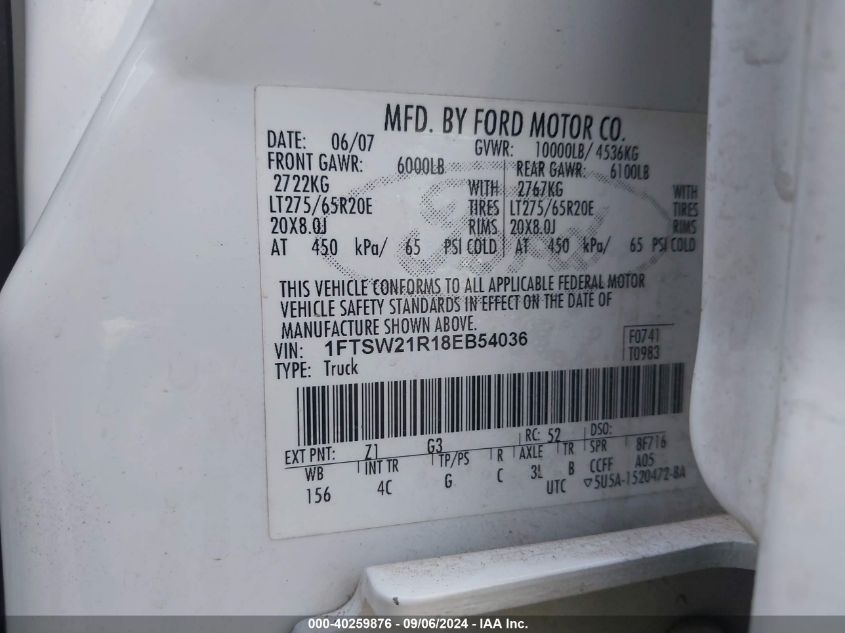 MFD. BY FORD MOTOR CO.
DATE: 06/07 GVWR: 10000LB/ 4536KG
FRONT GAWR: 6000LB REAR GAWR: 6100LB
2722KG WITH 2767KG WITH
LT275/65R20E TIRES LT275/65R20E TIRES
20X8.0J RIMS 20X8.0J RIMS
AT 450 kPa/ 65 PSI COLD AT 450 kPa/ 65 PSI COLD
Ford
THIS VEHICLE CONFORMS TO ALL APPLICABLE FEDERAL MOTOR
VEHICLE SAFETY STANDARDS IN EFFECT ON THE DATE OF
MANUFACTURE SHOWN ABOVE.
VIN: 1FTSW21R18EB54036 F0741
TYPE: Truck T0983
EXT PNT: Z1 G3 RC: 52 DSO:
WB INT TR TP/PS R AXLE TR SPR 8F716
156 4C G C 3L B CCFF A05
UTC ▽5U5A-1520472-BA
000-40259876 - 09/06/2024 - IAA Inc.